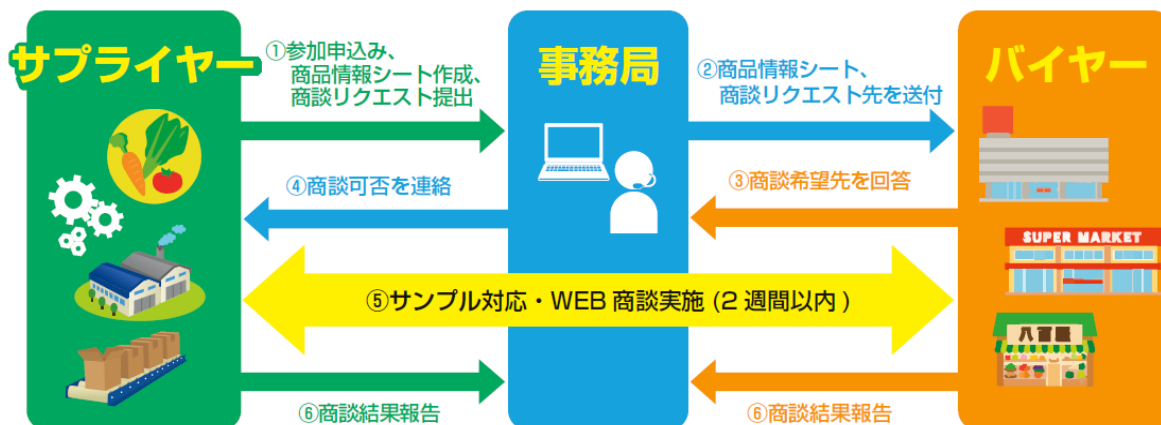 サプライヤー
①参加申込み、
商品情報シート作成、
商談リクエスト提出
事務局
②商品情報シート、
商談リクエスト先を送付
バイヤー
④商談可否を連絡
③商談希望先を回答
SUPER MARKET
⑤サンプル対応・WEB 商談実施 (2 週間以内)
八百屋
⑥商談結果報告
⑥商談結果報告